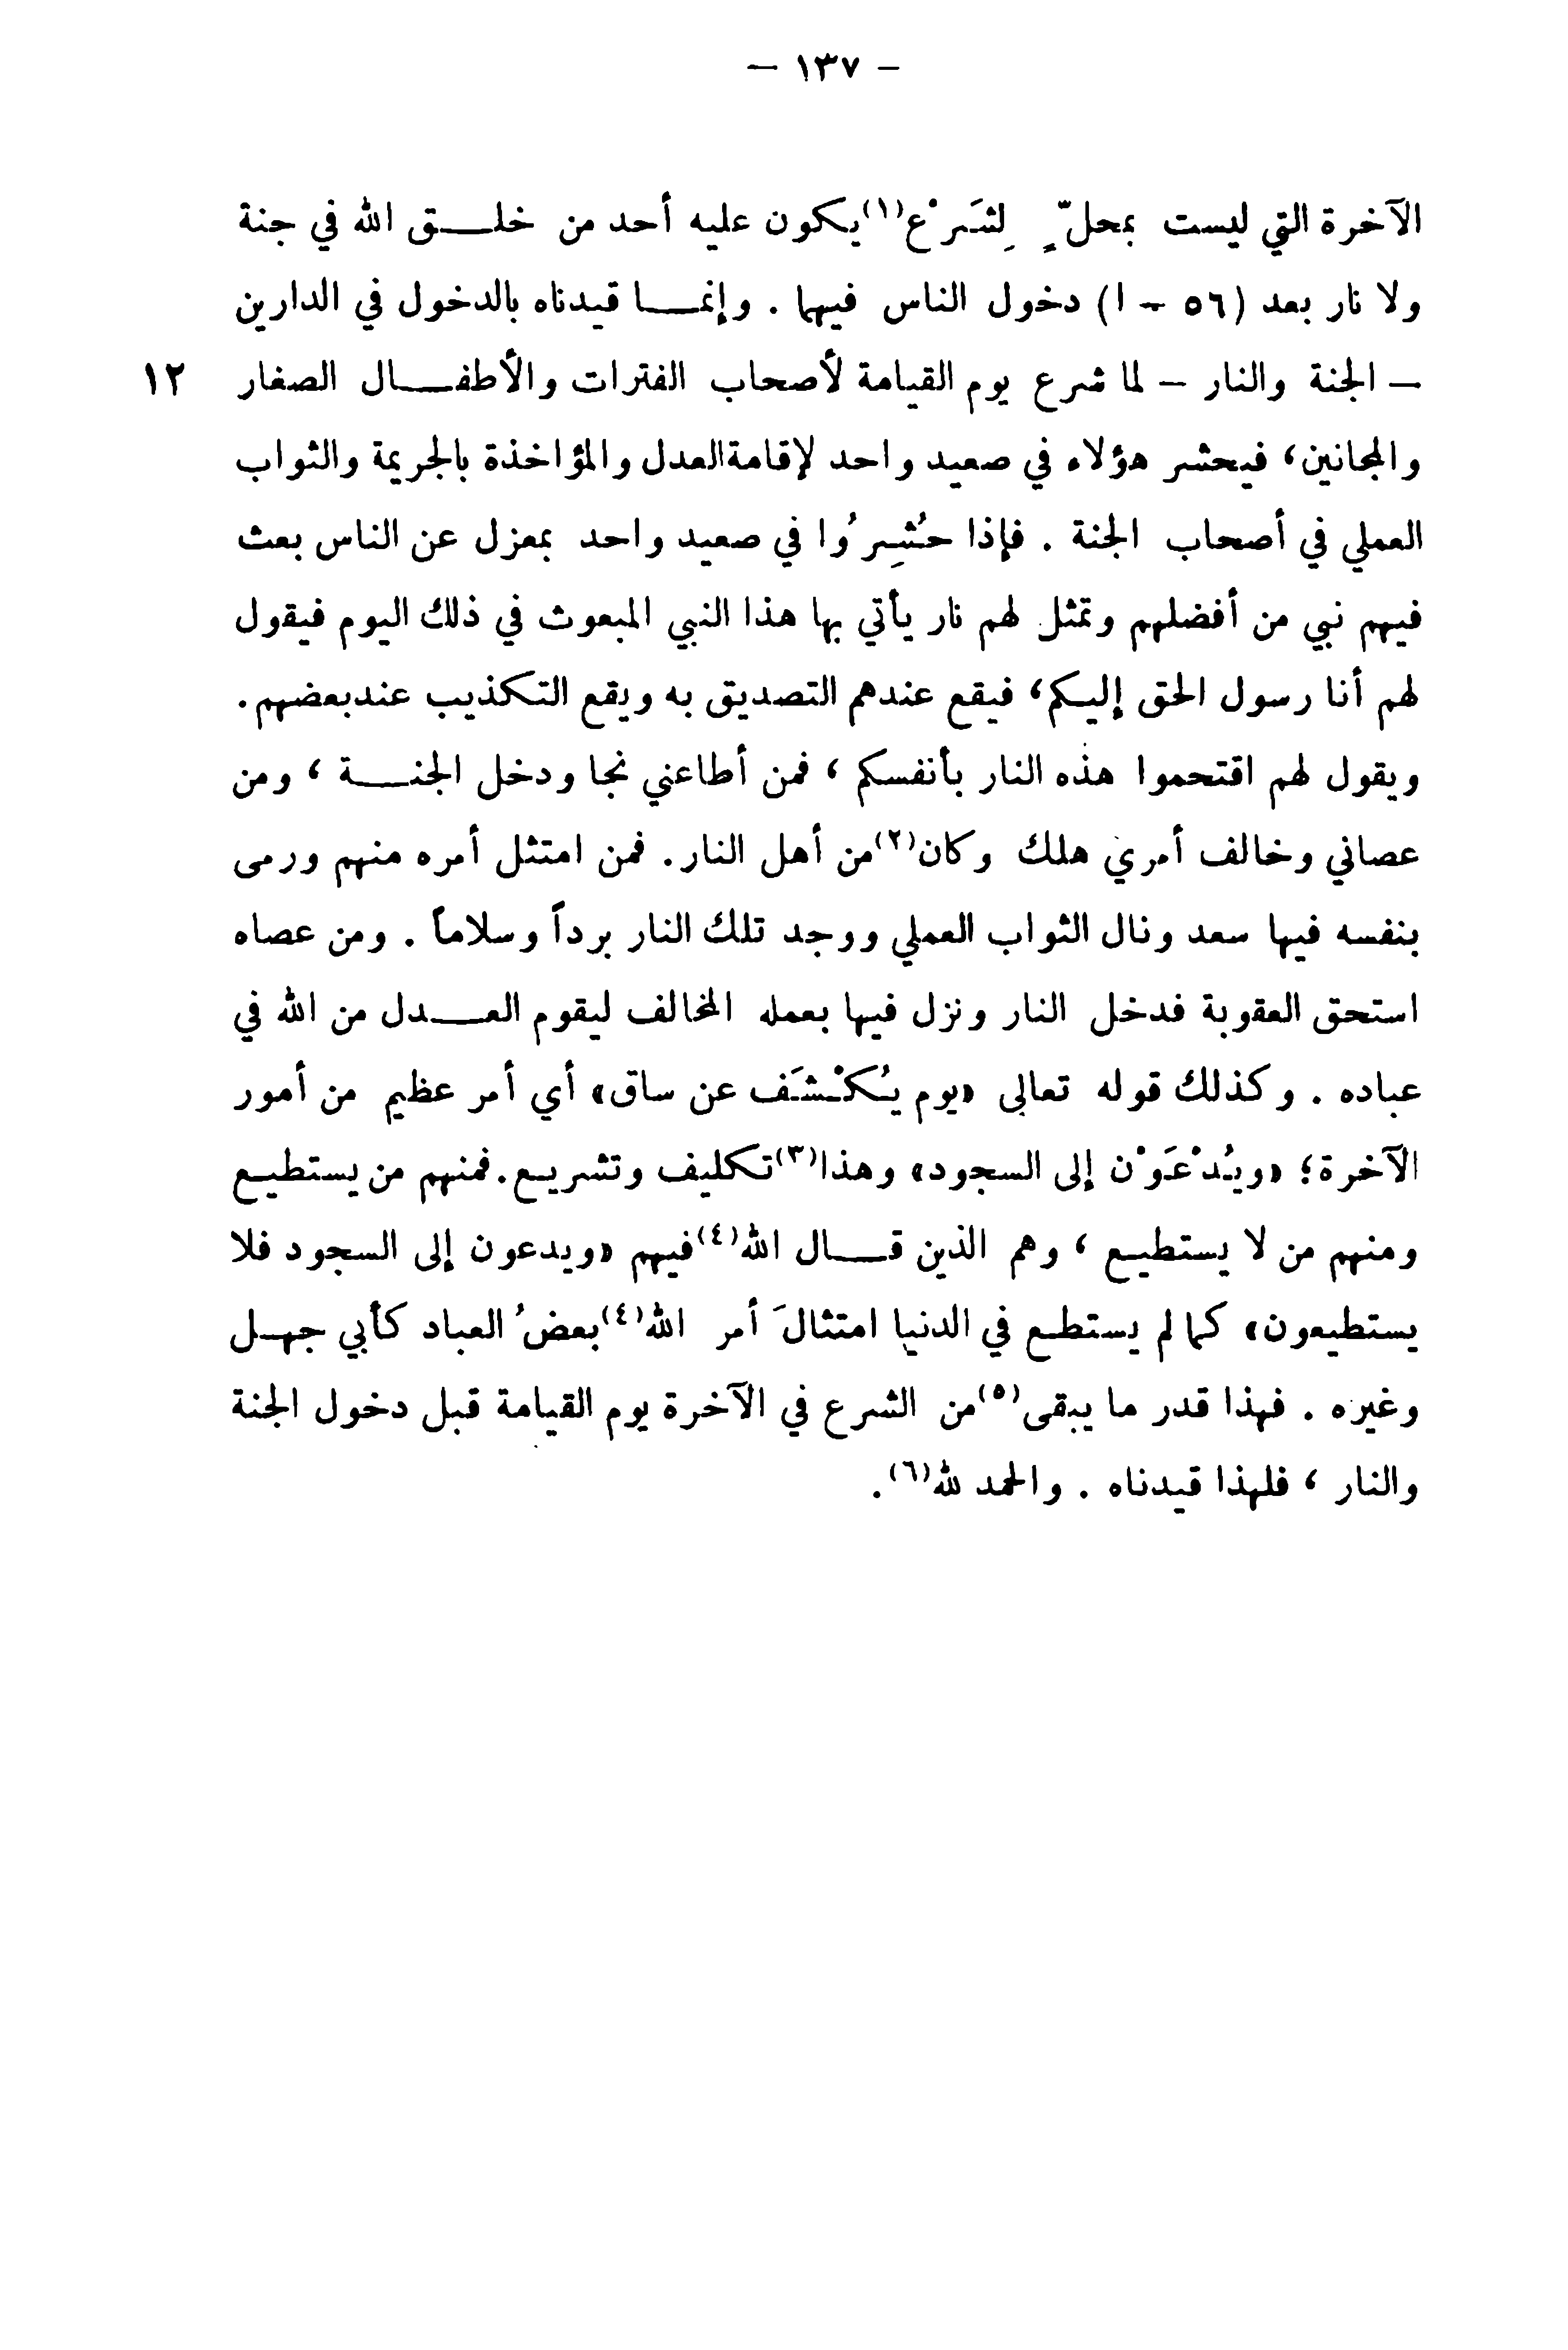 – ١٣٧ –
الآخرة التي ليست بمحلٍّ لِشَرْع(١) يكون عليه أحد من خلق الله في جنة
ولا نار بعد (٥٦ – ا) دخول الناس فيهما . وإنما قيدناه بالدخول في الدارين
– الجنة والنار – لما شرع يوم القيامة لأصحاب الفترات والأطفال الصغار ١٢
والمجانين، فيحشر هؤلاء في صعيد واحد لإقامة العدل والمؤاخذة بالجريمة والثواب
العملي في أصحاب الجنة . فإذا حُشِرُوا في صعيد واحد بمعزل عن الناس بعث
فيهم نبي من أفضلهم وتمثل لهم نار يأتي بها هذا النبي المبعوث في ذلك اليوم فيقول
لهم أنا رسول الحق إليكم، فيقع عندهم التصديق به ويقع التكذيب عند بعضهم.
ويقول لهم اقتحموا هذه النار بأنفسكم ، فمن أطاعني نجا ودخل الجنة ، ومن
عصاني وخالف أمري هلك وكان(٢) من أهل النار. فمن امتثل أمره منهم ورمى
بنفسه فيها سعد ونال الثواب العملي ووجد تلك النار برداً وسلاماً . ومن عصاه
استحق العقوبة فدخل النار ونزل فيها بعمله المخالف ليقوم العدل من الله في
عباده . وكذلك قوله تعالى «يوم يُكْشَف عن ساق» أي أمر عظيم من أمور
الآخرة؛ «ويُدْعَوْن إلى السجود» وهذا(٣) تكليف وتشريع. فمنهم من يستطيع
ومنهم من لا يستطيع ، وهم الذين قال الله(٤) فيهم «ويدعون إلى السجود فلا
يستطيعون» كما لم يستطع في الدنيا امتثالَ أمر الله(٤) بعضُ العباد كأبي جهل
وغيره . فهذا قدر ما يبقى(٥) من الشرع في الآخرة يوم القيامة قبل دخول الجنة
والنار ، فلهذا قيدناه . والحمد لله(٦).